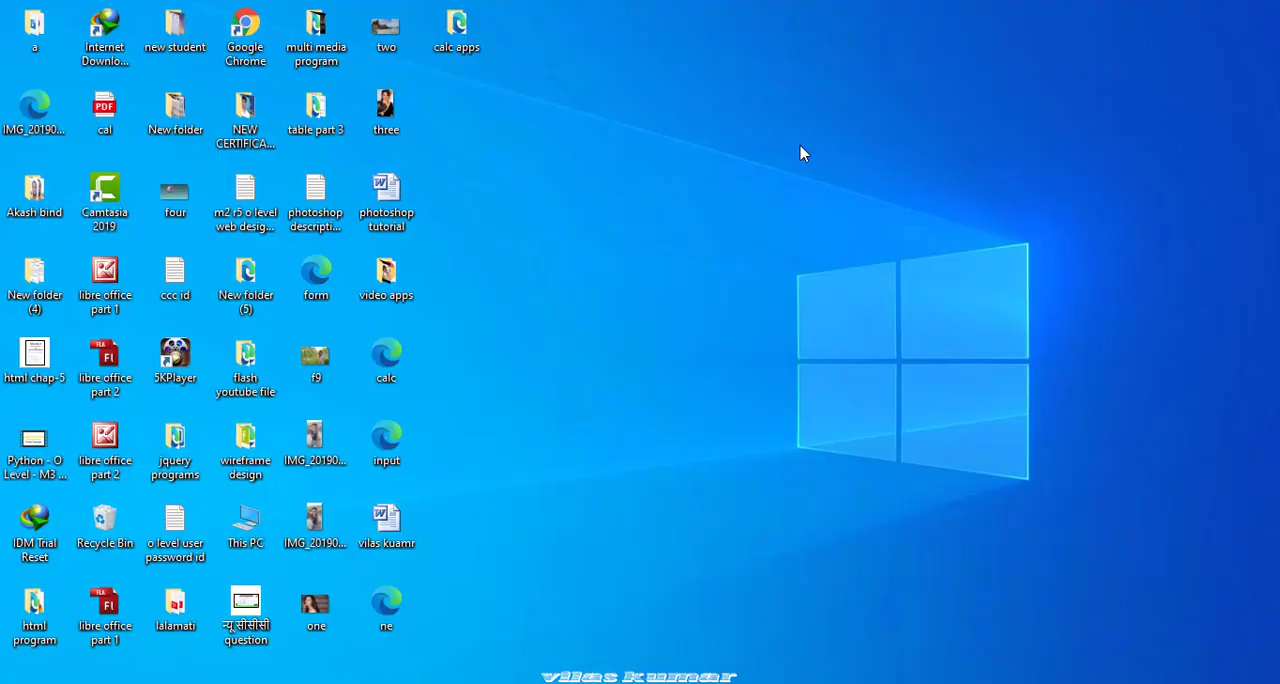 a
Internet
Downlo...
new student
Google
Chrome
multi media
program
two
calc apps
IMG_20190...
cal
New folder
NEW
CERTIFICA...
table part 3
three
Akash bind
Camtasia
2019
four
m2 r5 o level
web desig...
photoshop
descripti...
photoshop
tutorial
New folder
(4)
libre office
part 1
ccc id
New folder
(5)
form
video apps
html chap-5
libre office
part 2
5KPlayer
flash
youtube file
f9
calc
Python - O
Level - M3 ...
libre office
part 2
jquery
programs
wireframe
design
IMG_20190...
input
IDM Trial
Reset
Recycle Bin
o level user
password id
This PC
IMG_20190...
vilas kuamr
html
program
libre office
part 1
lalamati
न्यू सीसीसी
question
one
ne
PDF
vilas kumar